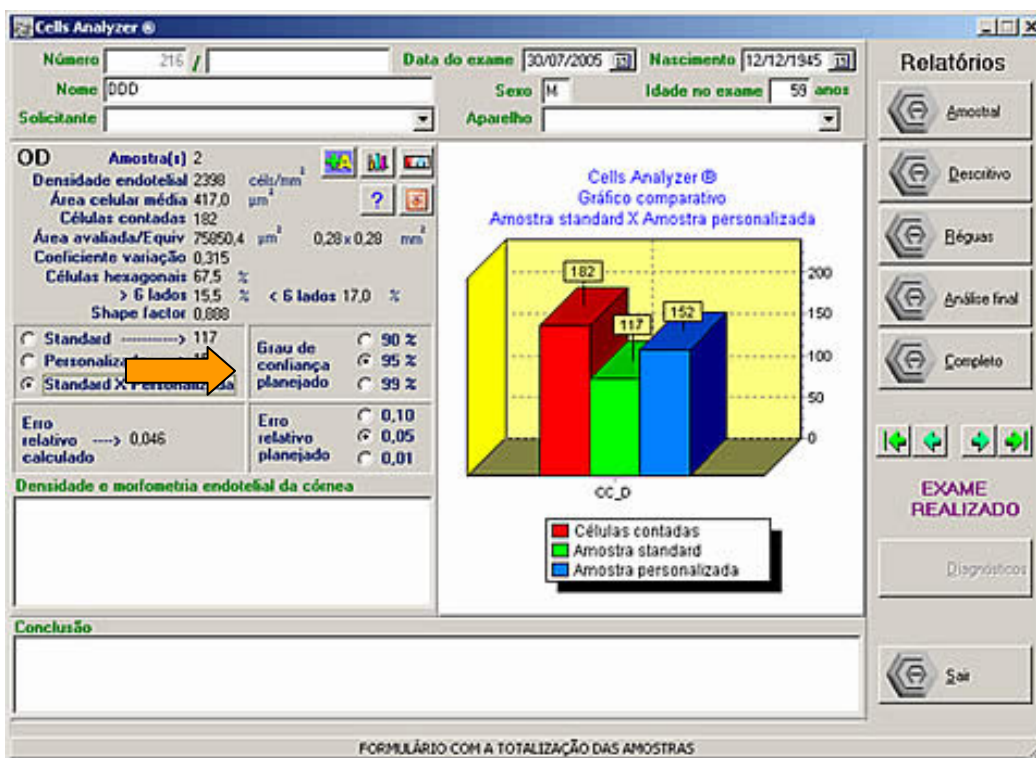 Cells Analyzer ®
Número 216 / Data do exame 30/07/2005 Nascimento 12/12/1945
Nome DDD Sexo M Idade no exame 59 anos
Solicitante Aparelho
Relatórios
Amostral
Descritivo
Réguas
Análise final
Completo
EXAME
REALIZADO
Diagnósticos
Sair
OD Amostra(s) 2
Densidade endotelial 2398 céls/mm²
Área celular média 417,0 µm²
Células contadas 182
Área avaliada/Equiv 75850,4 µm² 0,28 x 0,28 mm²
Coeficiente variação 0,315
Células hexagonais 67,5 %
> 6 lados 15,5 % < 6 lados 17,0 %
Shape factor 0,888
?
Standard -----------> 117
Standard X Personalizada
Grau de
confiança
planejado
90 %
95 %
99 %
Erro
relativo ----> 0,046
calculado
Erro
relativo
planejado
0,10
0,05
0,01
Cells Analyzer ®
Gráfico comparativo
Amostra standard X Amostra personalizada
182
117
152
200
150
100
50
0
CC_D
Células contadas
Amostra standard
Amostra personalizada
Densidade e morfometria endotelial da córnea
Conclusão
FORMULÁRIO COM A TOTALIZAÇÃO DAS AMOSTRAS